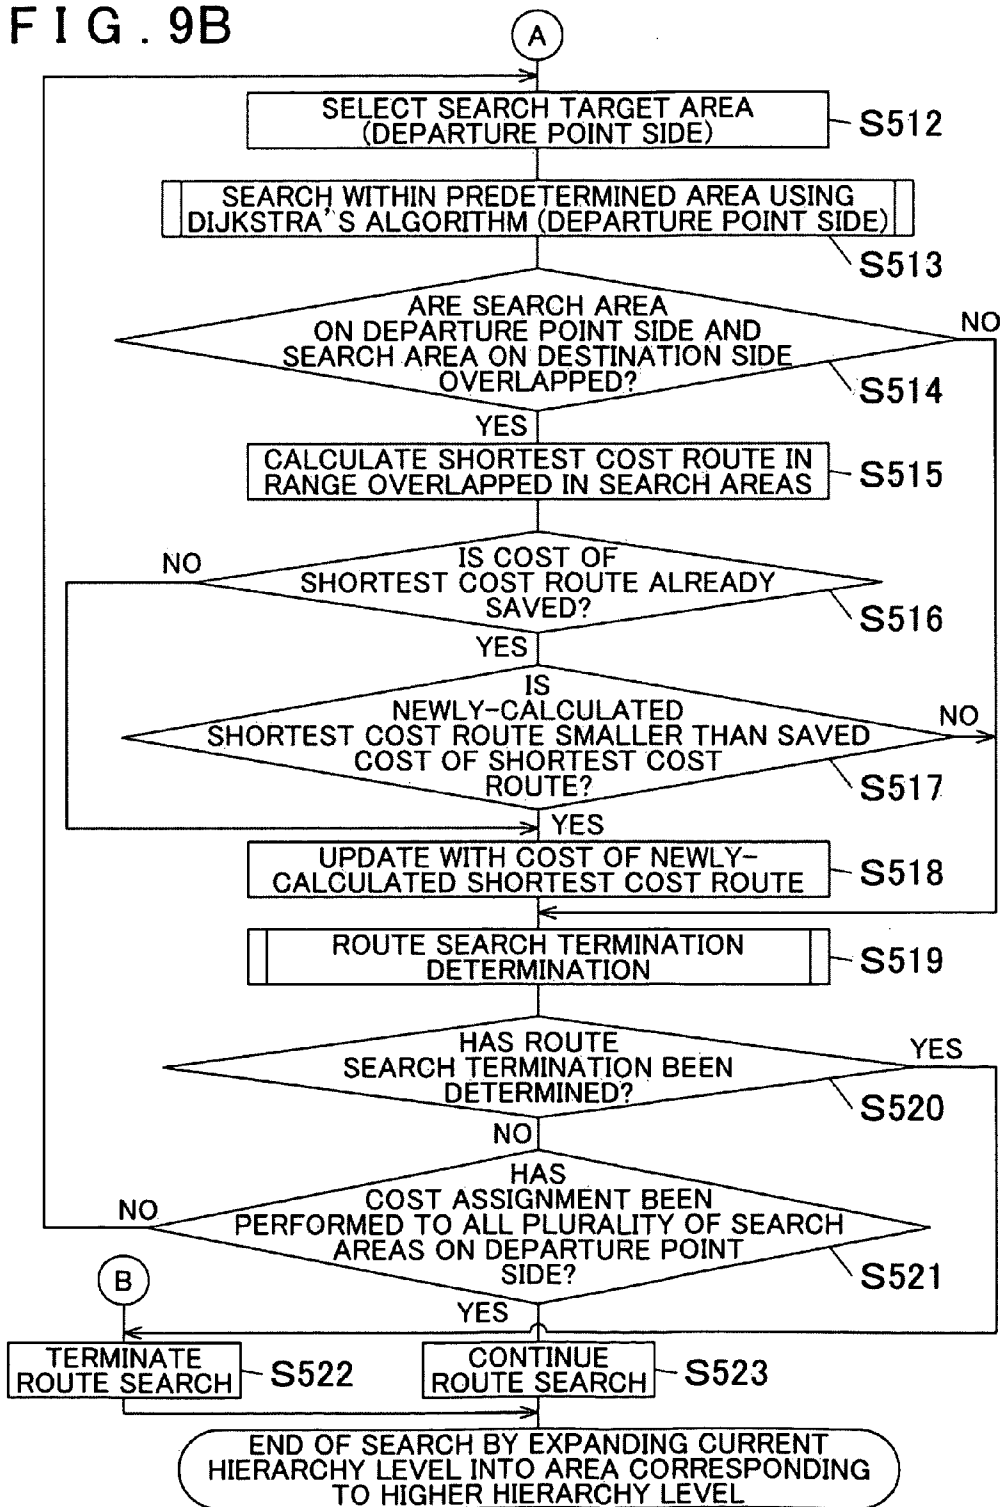 FIG. 9B
A
SELECT SEARCH TARGET AREA
(DEPARTURE POINT SIDE)
S512
SEARCH WITHIN PREDETERMINED AREA USING
DIJKSTRA'S ALGORITHM (DEPARTURE POINT SIDE)
S513
ARE SEARCH AREA
ON DEPARTURE POINT SIDE AND
SEARCH AREA ON DESTINATION SIDE
OVERLAPPED?
NO
S514
YES
CALCULATE SHORTEST COST ROUTE IN
RANGE OVERLAPPED IN SEARCH AREAS
S515
NO
IS COST OF
SHORTEST COST ROUTE ALREADY
SAVED?
S516
YES
IS
NEWLY-CALCULATED
SHORTEST COST ROUTE SMALLER THAN SAVED
COST OF SHORTEST COST
ROUTE?
NO
S517
YES
UPDATE WITH COST OF NEWLY-
CALCULATED SHORTEST COST ROUTE
S518
ROUTE SEARCH TERMINATION
DETERMINATION
S519
HAS ROUTE
SEARCH TERMINATION BEEN
DETERMINED?
YES
S520
NO
HAS
COST ASSIGNMENT BEEN
PERFORMED TO ALL PLURALITY OF SEARCH
AREAS ON DEPARTURE POINT
SIDE?
NO
S521
B
YES
TERMINATE
ROUTE SEARCH
S522
CONTINUE
ROUTE SEARCH
S523
END OF SEARCH BY EXPANDING CURRENT
HIERARCHY LEVEL INTO AREA CORRESPONDING
TO HIGHER HIERARCHY LEVEL